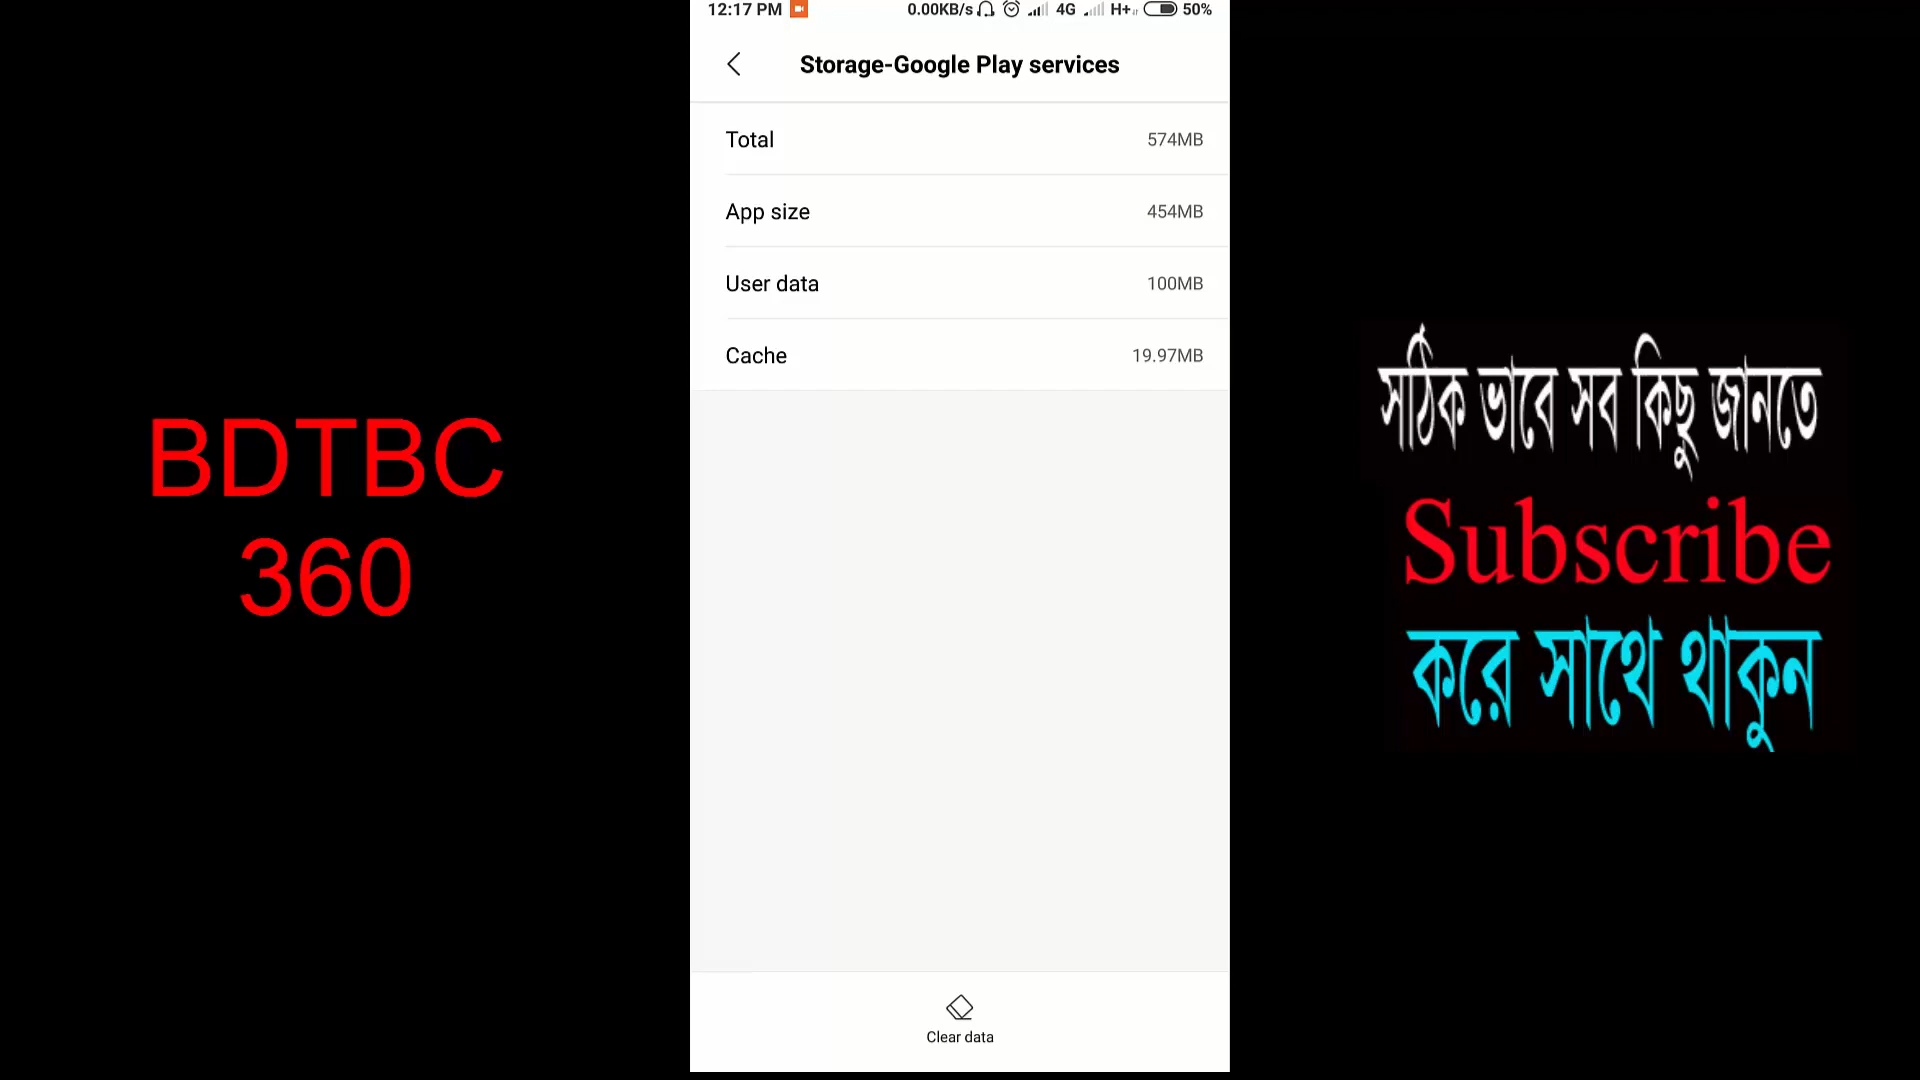 12:17 PM 0.00KB/s 4G H+ 50%
Storage-Google Play services
Total 574MB
App size 454MB
User data 100MB
Cache 19.97MB
Clear data
BDTBC
360
সঠিক ভাবে সব কিছু জানতে
Subscribe
করে সাথে থাকুন